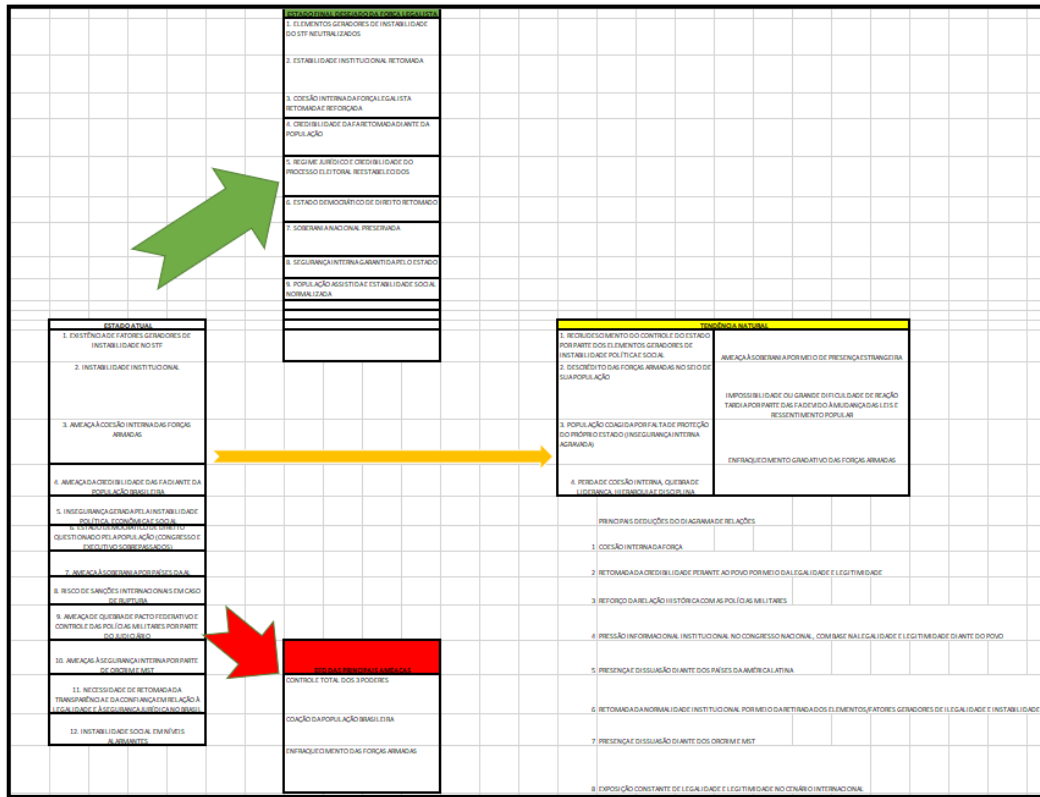 ESTADO FINAL DESEJADO DA FORÇA LEGALISTA
1. ELEMENTOS GERADORES DE INSTABILIDADE
DO STF NEUTRALIZADOS
2. ESTABILIDADE INSTITUCIONAL RETOMADA
3. COESÃO INTERNA DA FORÇA LEGALISTA
RETOMADA E REFORÇADA
4. CREDIBILIDADE DA FA RETOMADA DIANTE DA
POPULAÇÃO
5. REGIME JURÍDICO E CREDIBILIDADE DO
PROCESSO ELEITORAL REESTABELECIDOS
6. ESTADO DEMOCRÁTICO DE DIREITO RETOMADO
7. SOBERANIA NACIONAL PRESERVADA
8. SEGURANÇA INTERNA GARANTIDA PELO ESTADO
9. POPULAÇÃO ASSISTIDA E ESTABILIDADE SOCIAL
NORMALIZADA
ESTADO ATUAL
1. EXISTÊNCIA DE FATORES GERADORES DE
INSTABILIDADE NO STF
2. INSTABILIDADE INSTITUCIONAL
3. AMEAÇA À COESÃO INTERNA DAS FORÇAS
ARMADAS
4. AMEAÇA DA CREDIBILIDADE DAS FA DIANTE DA
POPULAÇÃO BRASILEIRA
5. INSEGURANÇA GERADA PELA INSTABILIDADE
POLÍTICA, ECONÔMICA E SOCIAL
6. ESTADO DEMOCRÁTICO DE DIREITO
QUESTIONADO PELA POPULAÇÃO (CONGRESSO E
EXECUTIVO SOBREPASSADOS)
7. AMEAÇA À SOBERANIA POR PAÍSES DA AL
8. RISCO DE SANÇÕES INTERNACIONAIS EM CASO
DE RUPTURA
9. AMEAÇA DE QUEBRA DE PACTO FEDERATIVO E
CONTROLE DAS POLÍCIAS MILITARES POR PARTE
DO JUDICIÁRIO
10. AMEAÇAS À SEGURANÇA INTERNA POR PARTE
DE ORCRIM E MST
11. NECESSIDADE DE RETOMADA DA
TRANSPARÊNCIA E DA CONFIANÇA EM RELAÇÃO À
LEGALIDADE E À SEGURANÇA JURÍDICA NO BRASIL
12. INSTABILIDADE SOCIAL EM NÍVEIS
ALARMANTES
TENDÊNCIA NATURAL
1. RECRUDESCIMENTO DO CONTROLE DO ESTADO
POR PARTE DOS ELEMENTOS GERADORES DE
INSTABILIDADE POLÍTICA E SOCIAL
2. DESCRÉDITO DAS FORÇAS ARMADAS NO SEIO DE
SUA POPULAÇÃO
3. POPULAÇÃO COAGIDA POR FALTA DE PROTEÇÃO
DO PRÓPRIO ESTADO (INSEGURANÇA INTERNA
AGRAVADA)
4. PERDA DE COESÃO INTERNA, QUEBRA DE
LIDERANÇA, HIERARQUIA E DISCIPLINA
AMEAÇA À SOBERANIA POR MEIO DE PRESENÇA ESTRANGEIRA
IMPOSSIBILIDADE OU GRANDE DIFICULDADE DE REAÇÃO
TARDIA POR PARTE DAS FA DEVIDO À MUDANÇA DAS LEIS E
RESSENTIMENTO POPULAR
ENFRAQUECIMENTO GRADATIVO DAS FORÇAS ARMADAS
EFD DAS PRINCIPAIS AMEAÇAS
CONTROLE TOTAL DOS 3 PODERES
COAÇÃO DA POPULAÇÃO BRASILEIRA
ENFRAQUECIMENTO DAS FORÇAS ARMADAS
PRINCIPAIS DEDUÇÕES DO DIAGRAMA DE RELAÇÕES
1 COESÃO INTERNA DA FORÇA
2 RETOMADA DA CREDIBILIDADE PERANTE AO POVO POR MEIO DA LEGALIDADE E LEGITIMIDADE
3 REFORÇO DA RELAÇÃO HISTÓRICA COM AS POLÍCIAS MILITARES
4 PRESSÃO INFORMACIONAL INSTITUCIONAL NO CONGRESSO NACIONAL, COM BASE NA LEGALIDADE E LEGITIMIDADE DIANTE DO POVO
5 PRESENÇA E DISSUASÃO DIANTE DOS PAÍSES DA AMÉRICA LATINA
6 RETOMADA DA NORMALIDADE INSTITUCIONAL POR MEIO DA RETIRADA DOS ELEMENTOS/FATORES GERADORES DE ILEGALIDADE E INSTABILIDADE
7 PRESENÇA E DISSUASÃO DIANTE DOS ORCRIM E MST
8 EXPOSIÇÃO CONSTANTE DE LEGALIDADE E LEGITIMIDADE NO CENÁRIO INTERNACIONAL